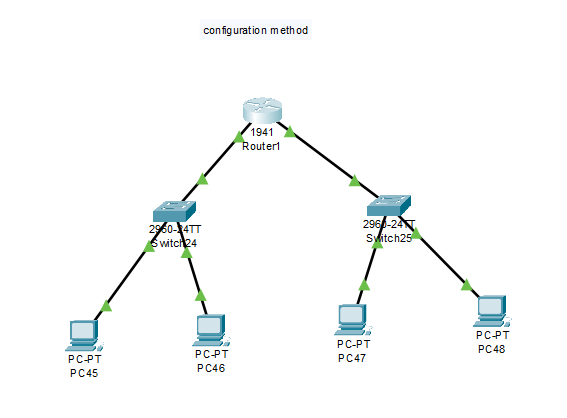 configuration method
1941
Router1
2960-24TT
Switch24
2960-24TT
Switch25
PC-PT
PC45
PC-PT
PC46
PC-PT
PC47
PC-PT
PC48